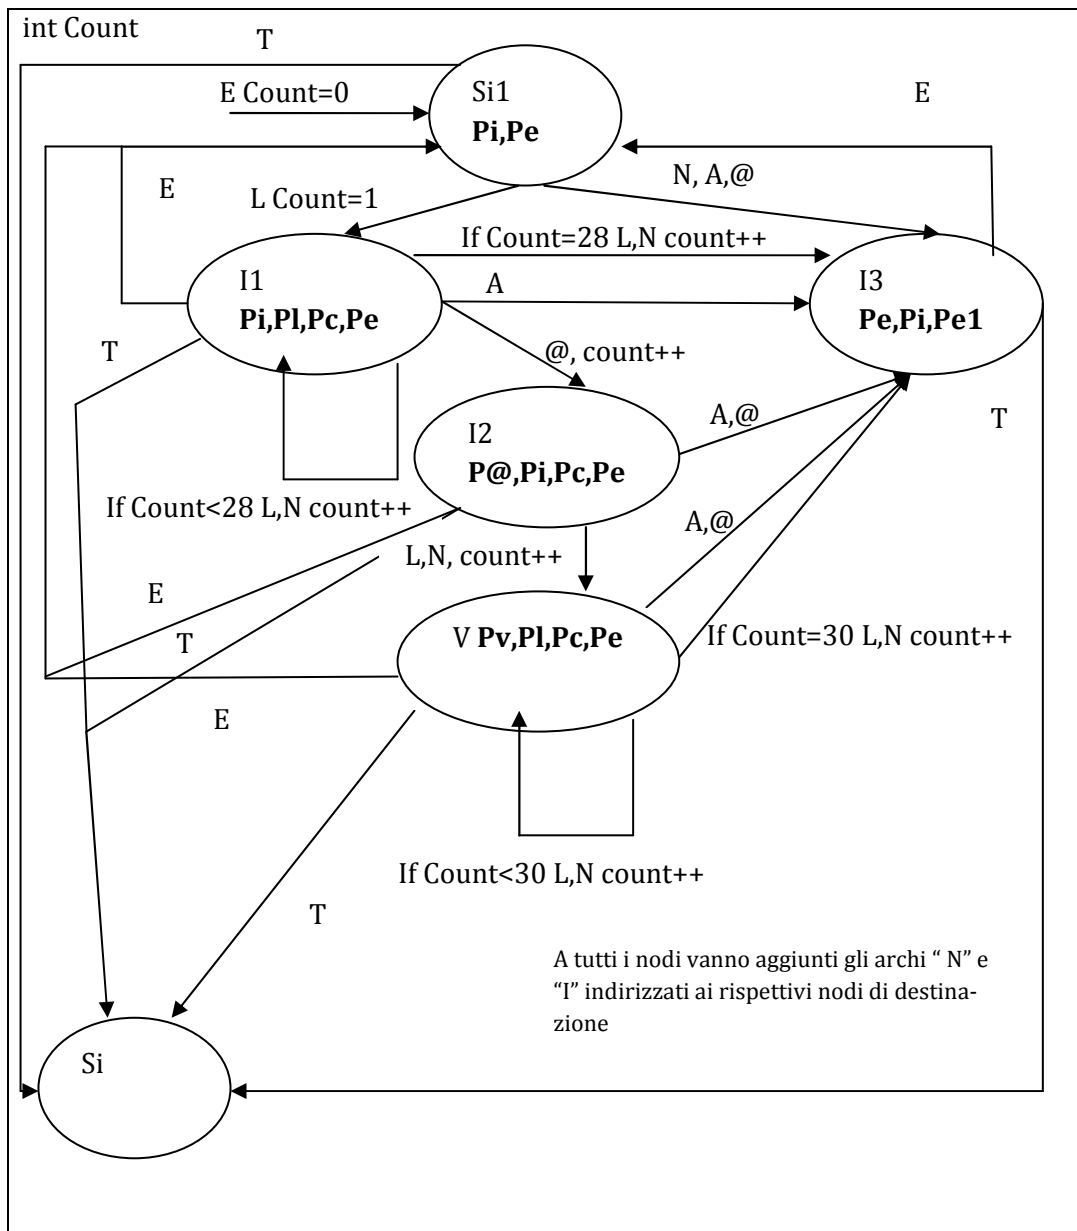 int Count
T
E Count=0
Si1
Pi,Pe
E
E
N, A,@
L Count=1
If Count=28 L,N count++
I1
Pi,Pl,Pc,Pe
A
I3
Pe,Pi,Pe1
T
@, count++
A,@
T
I2
P@,Pi,Pc,Pe
If Count<28 L,N count++
A,@
L,N, count++
E
T
V Pv,Pl,Pc,Pe
If Count=30 L,N count++
E
If Count<30 L,N count++
T
A tutti i nodi vanno aggiunti gli archi “ N” e
“I” indirizzati ai rispettivi nodi di destina-
zione
Si